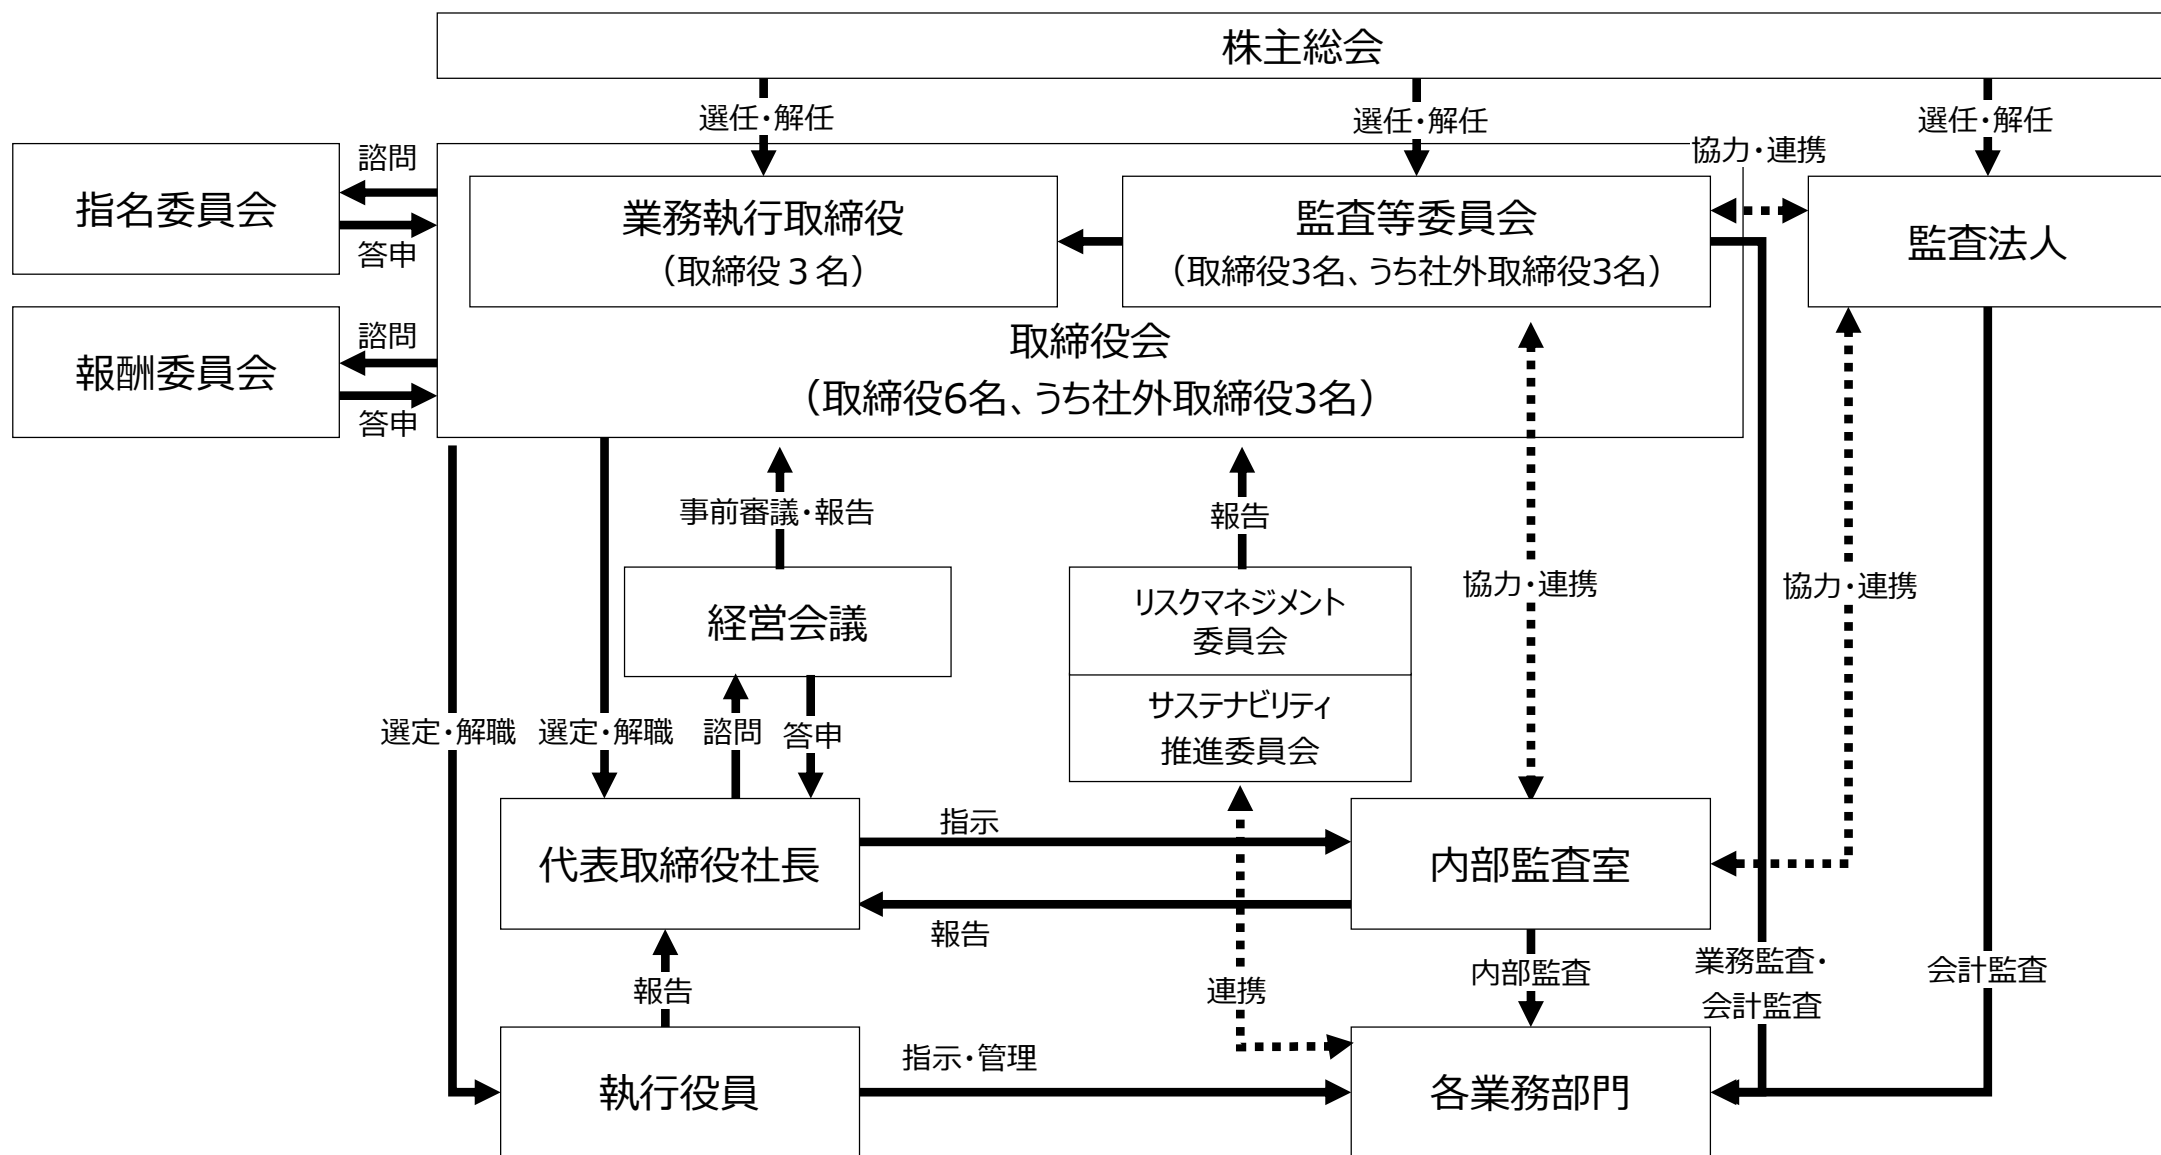 株主総会
選任・解任
選任・解任
選任・解任
協力・連携
諮問
指名委員会
答申
業務執行取締役
（取締役３名）
監査等委員会
（取締役3名、うち社外取締役3名）
監査法人
諮問
報酬委員会
答申
取締役会
（取締役6名、うち社外取締役3名）
事前審議・報告
報告
経営会議
リスクマネジメント
委員会
サステナビリティ
推進委員会
協力・連携
協力・連携
選定・解職
選定・解職
諮問
答申
代表取締役社長
指示
報告
内部監査室
報告
連携
内部監査
業務監査・
会計監査
会計監査
執行役員
指示・管理
各業務部門